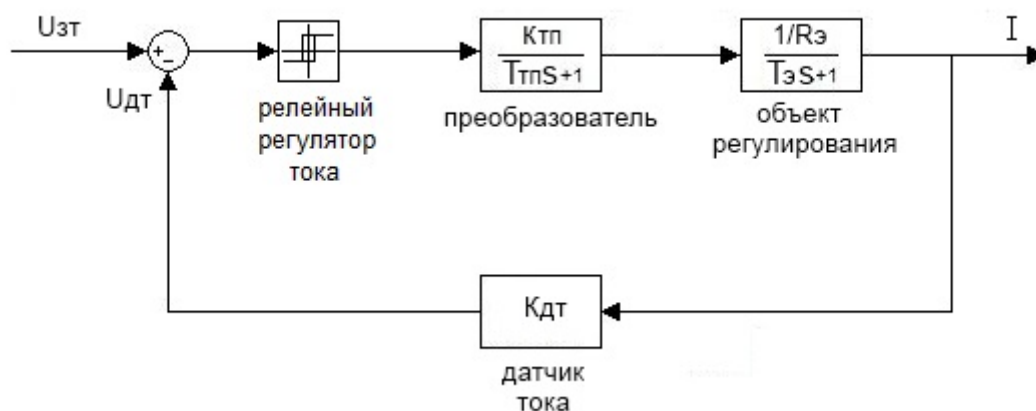 Uзт
+
−
Uдт
релейный
регулятор
тока
Kтп
TтпS+1
преобразователь
1/Rэ
TэS+1
объект
регулирования
I
Kдт
датчик
тока